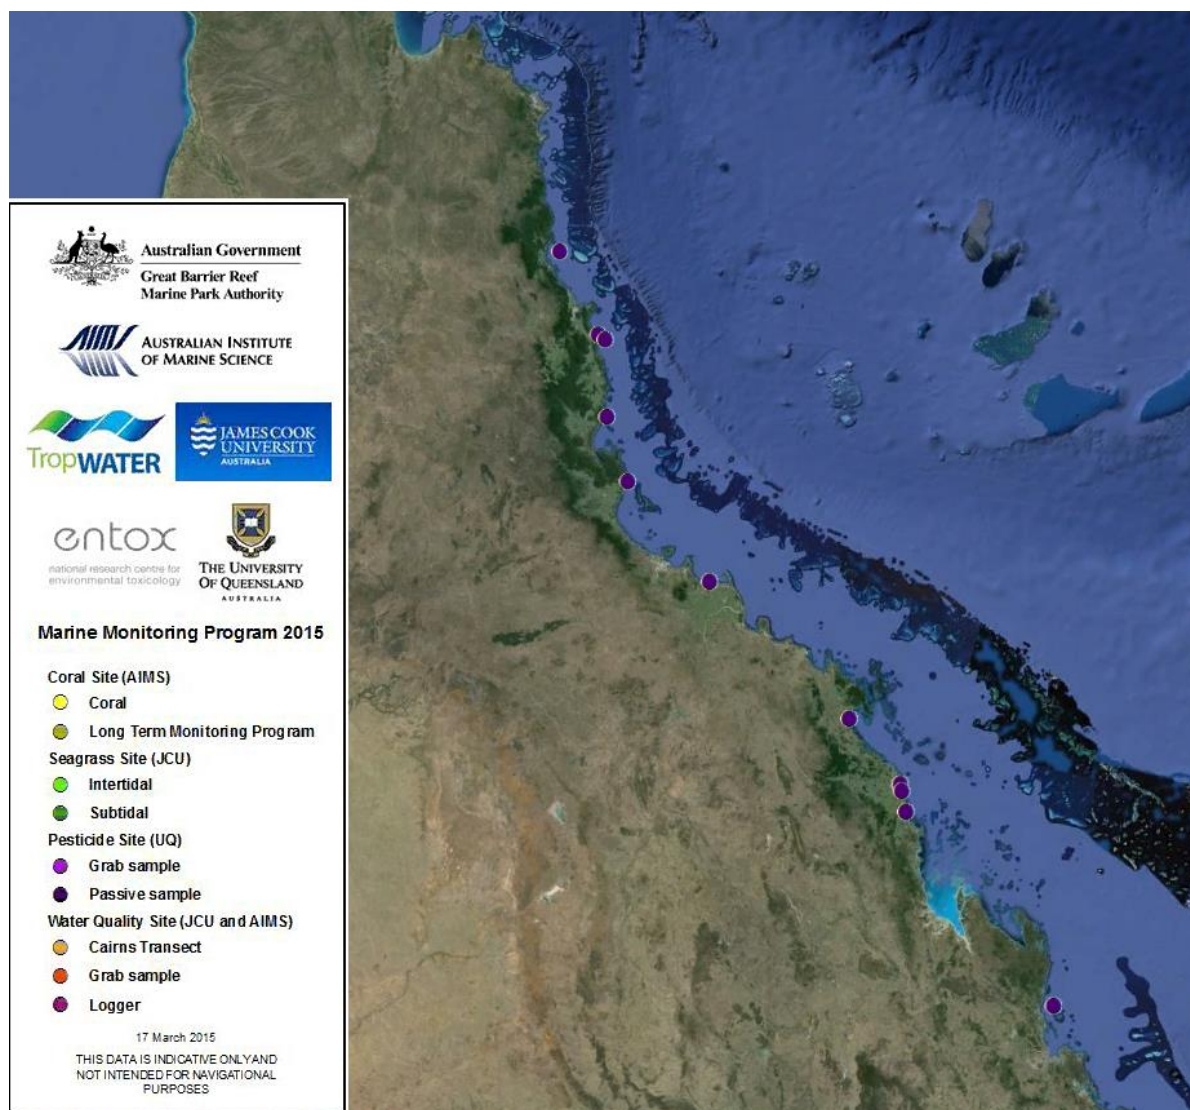 Australian Government
Great Barrier Reef
Marine Park Authority
AIMS
AUSTRALIAN INSTITUTE
OF MARINE SCIENCE
TropWATER
JAMES COOK
UNIVERSITY
AUSTRALIA
entox
national research centre for
environmental toxicology
THE UNIVERSITY
OF QUEENSLAND
AUSTRALIA
Marine Monitoring Program 2015
Coral Site (AIMS)
Coral
Long Term Monitoring Program
Seagrass Site (JCU)
Intertidal
Subtidal
Pesticide Site (UQ)
Grab sample
Passive sample
Water Quality Site (JCU and AIMS)
Cairns Transect
Grab sample
Logger
17 March 2015
THIS DATA IS INDICATIVE ONLY AND
NOT INTENDED FOR NAVIGATIONAL
PURPOSES